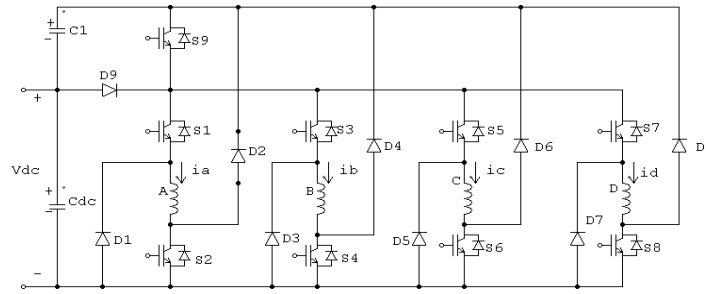 +
C1
−
S9
D9
+
S1
S3
S5
S7
D2
D4
D6
D
Vdc
ia
ib
ic
id
A
B
C
D
+
Cdc
−
D1
D3
D5
D7
S2
S4
S6
S8
−